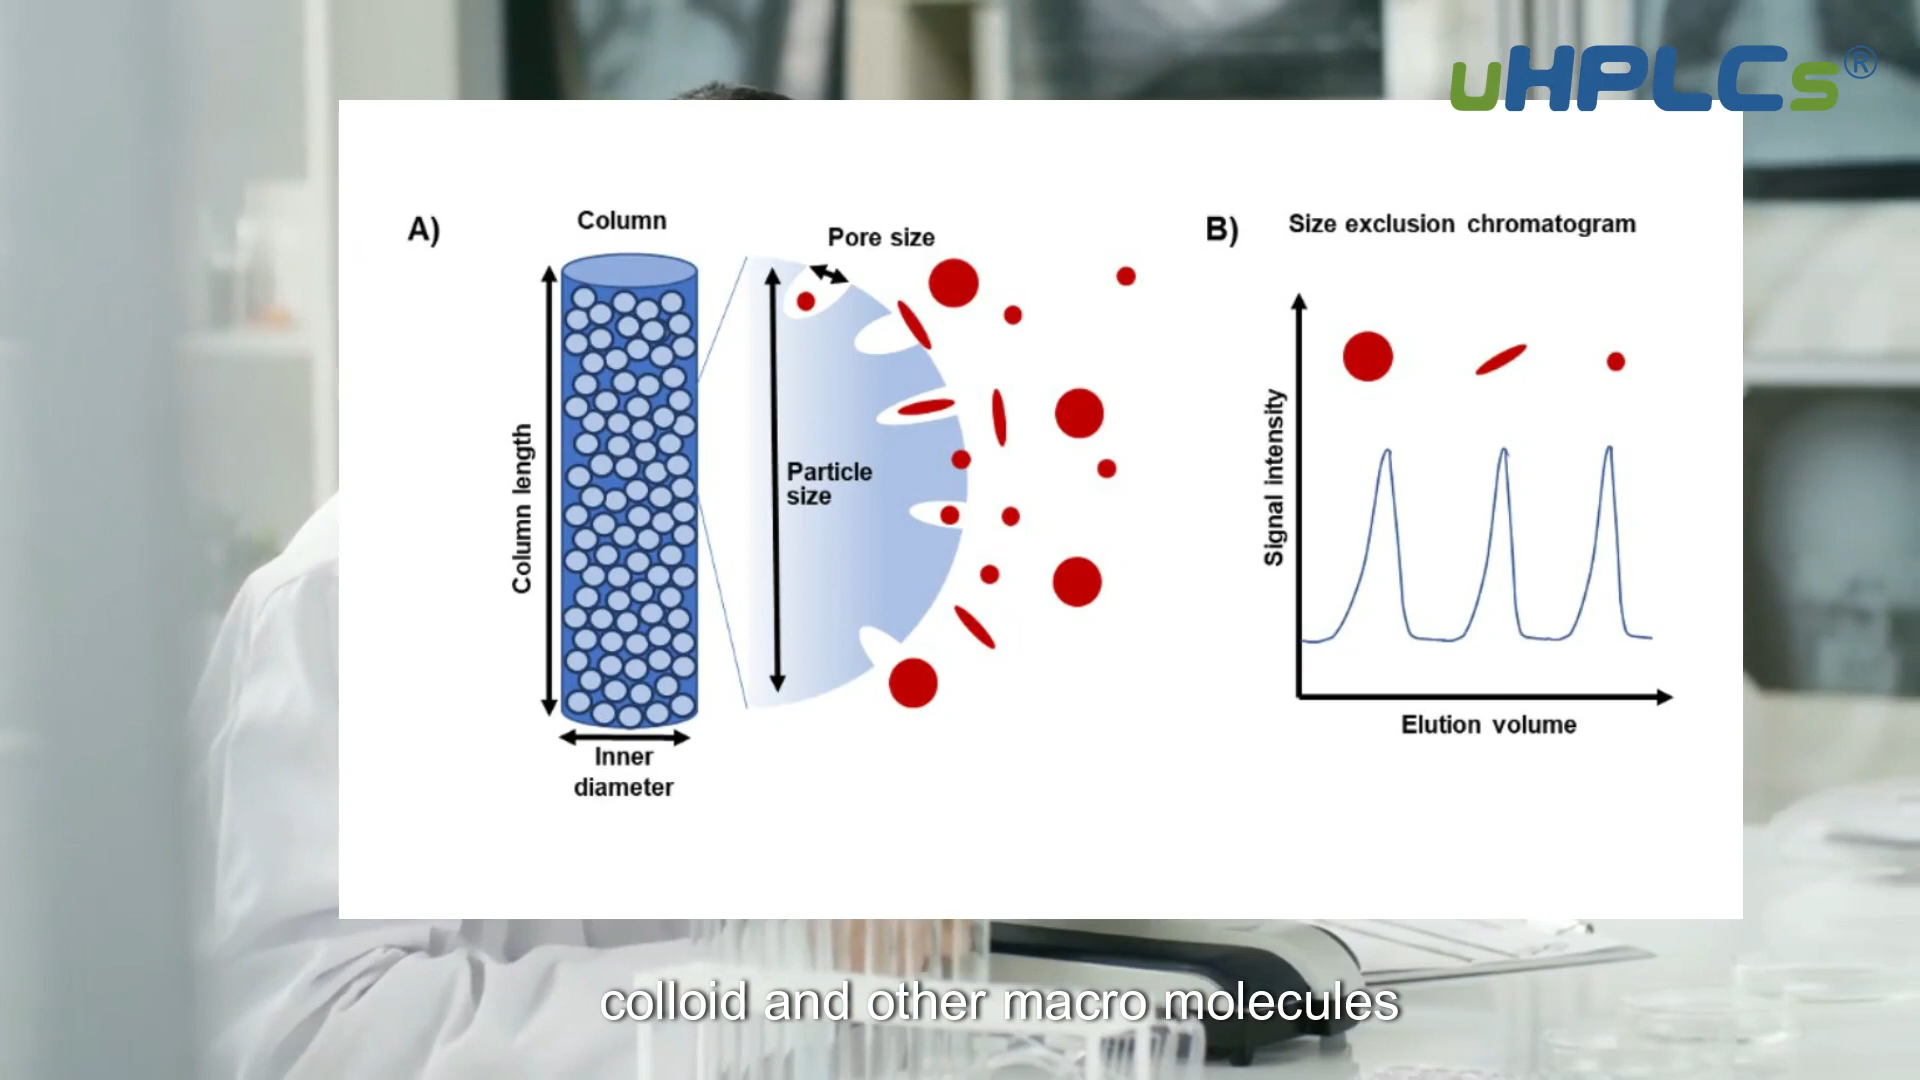 uHPLCs®
A)
Column
Pore size
Column length
Particle
size
Inner
diameter
B)
Size exclusion chromatogram
Signal intensity
Elution volume
colloid and other macro molecules